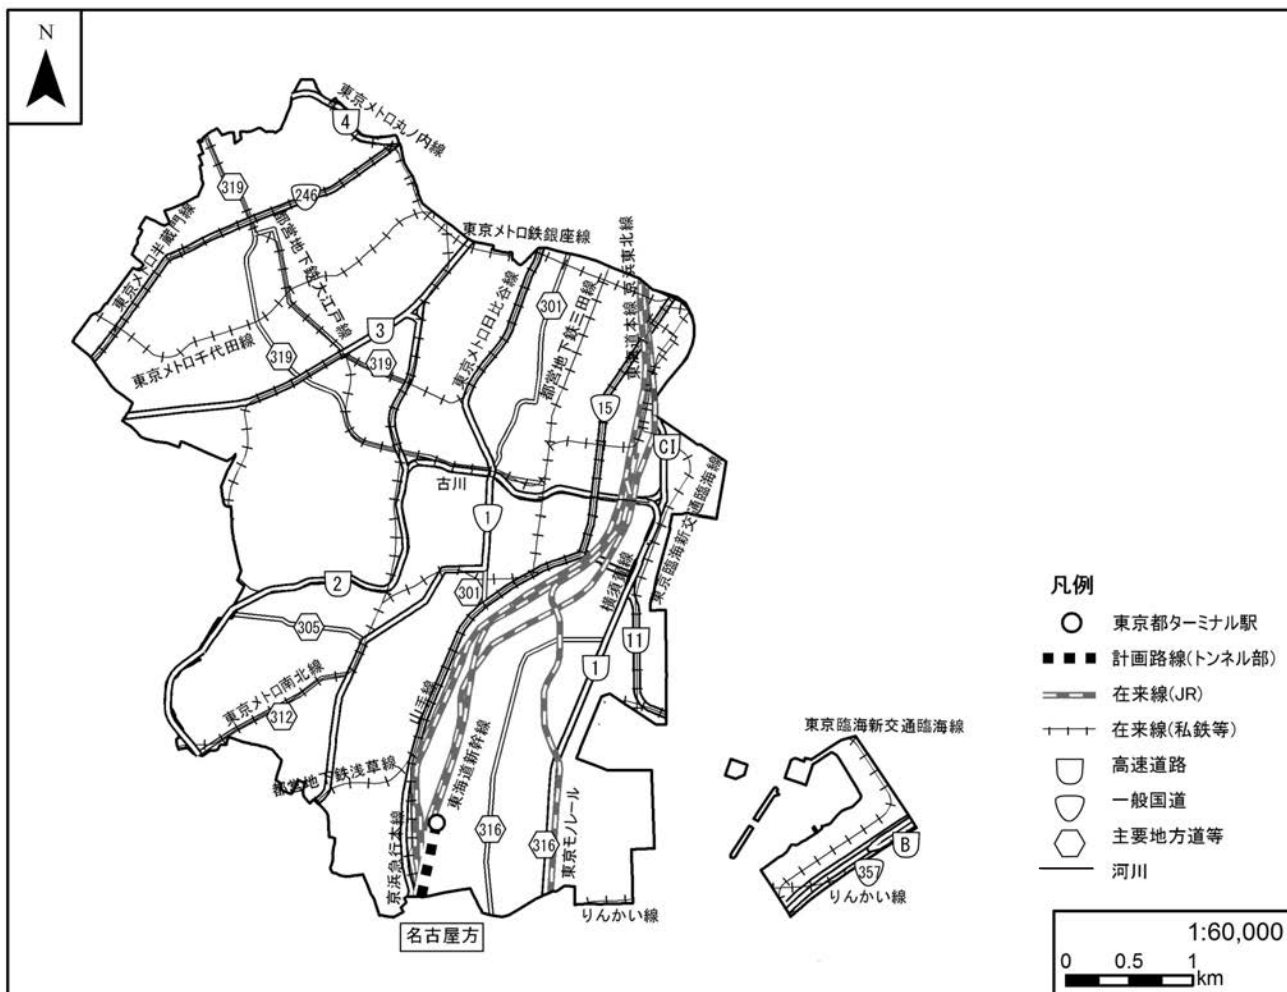 N
東京メトロ丸ノ内線
4
319
246
東京メトロ半蔵門線
都営地下鉄大江戸線
東京メトロ鉄銀座線
京浜東北線
東海道本線
東京メトロ日比谷線
301
都営地下鉄三田線
3
319
319
東京メトロ千代田線
15
CI
古川
1
東京臨海新交通臨海線
横須賀線
2
301
305
11
1
東京メトロ南北線
312
山手線
都営地下鉄浅草線
東海道新幹線
316
316
京浜急行本線
東京モノレール
りんかい線
名古屋方
東京臨海新交通臨海線
B
357
りんかい線
凡例
東京都ターミナル駅
計画路線(トンネル部)
在来線(JR)
在来線(私鉄等)
高速道路
一般国道
主要地方道等
河川
1:60,000
0 0.5 1
km